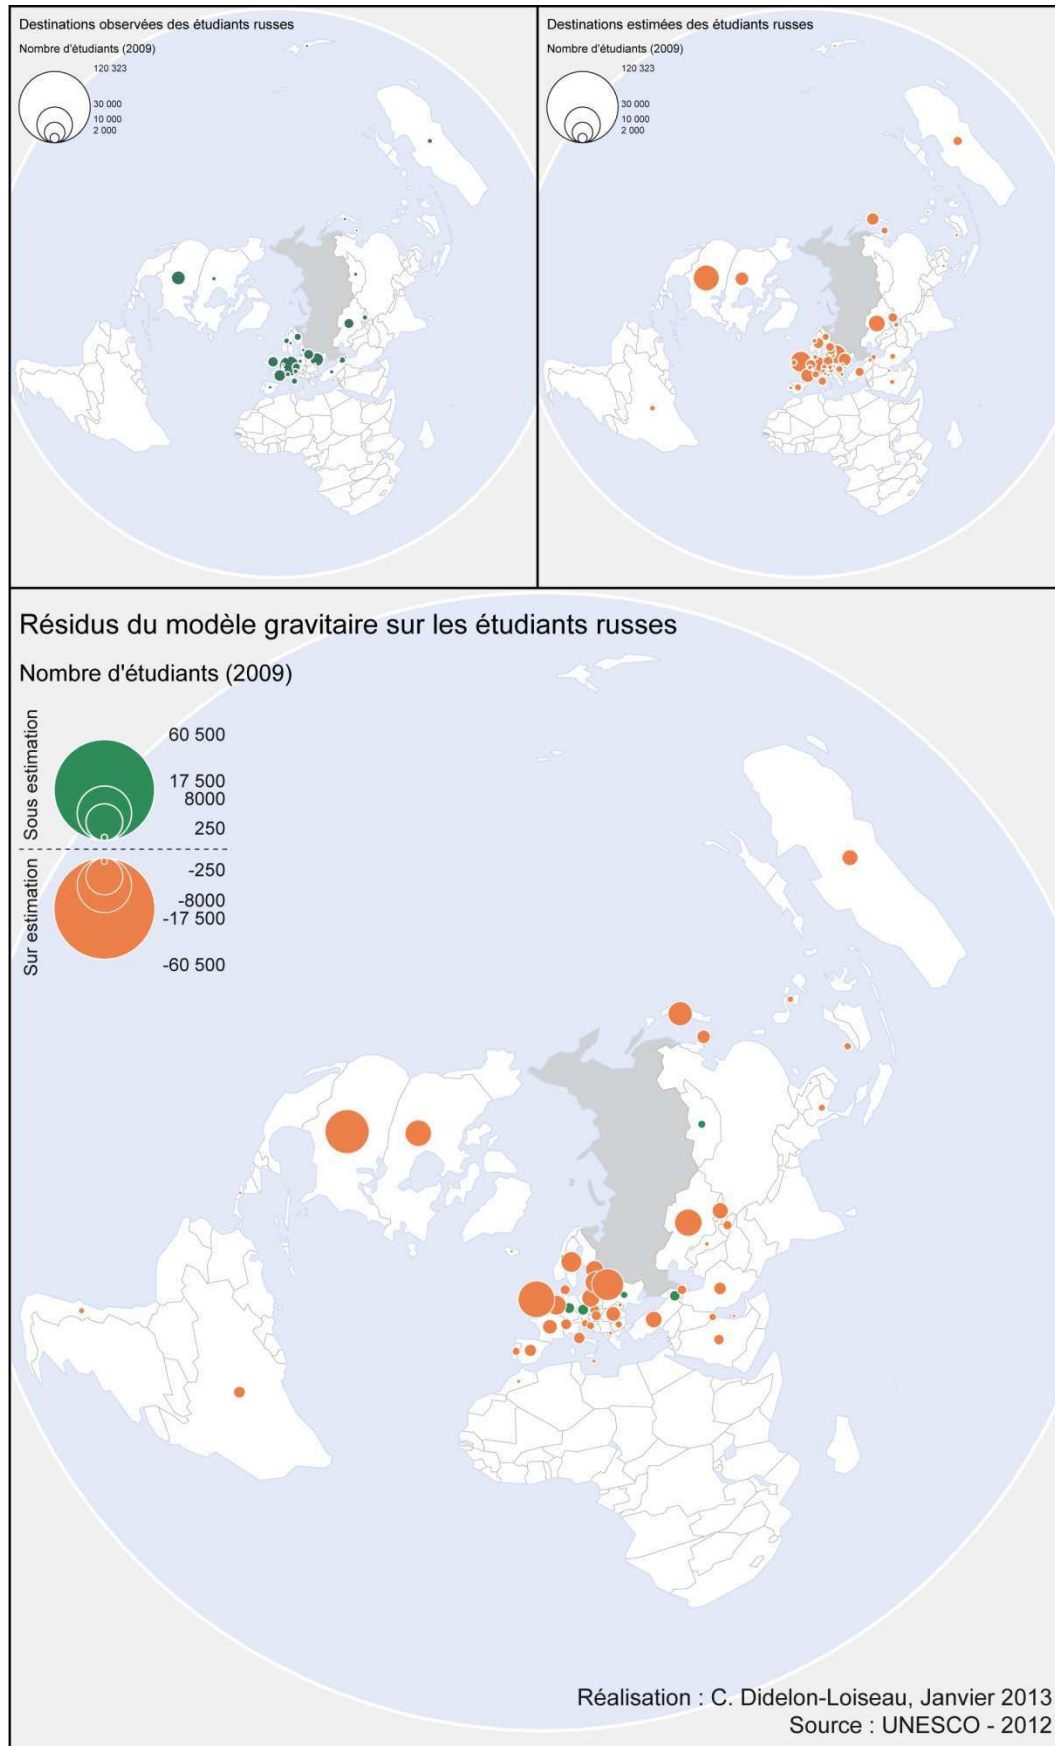 Destinations observées des étudiants russes
Nombre d'étudiants (2009)
120 323
30 000
10 000
2 000
Destinations estimées des étudiants russes
Nombre d'étudiants (2009)
120 323
30 000
10 000
2 000
Résidus du modèle gravitaire sur les étudiants russes
Nombre d'étudiants (2009)
Sous estimation
60 500
17 500
8000
250
Sur estimation
-250
-8000
-17 500
-60 500
Réalisation : C. Didelon-Loiseau, Janvier 2013
Source : UNESCO - 2012